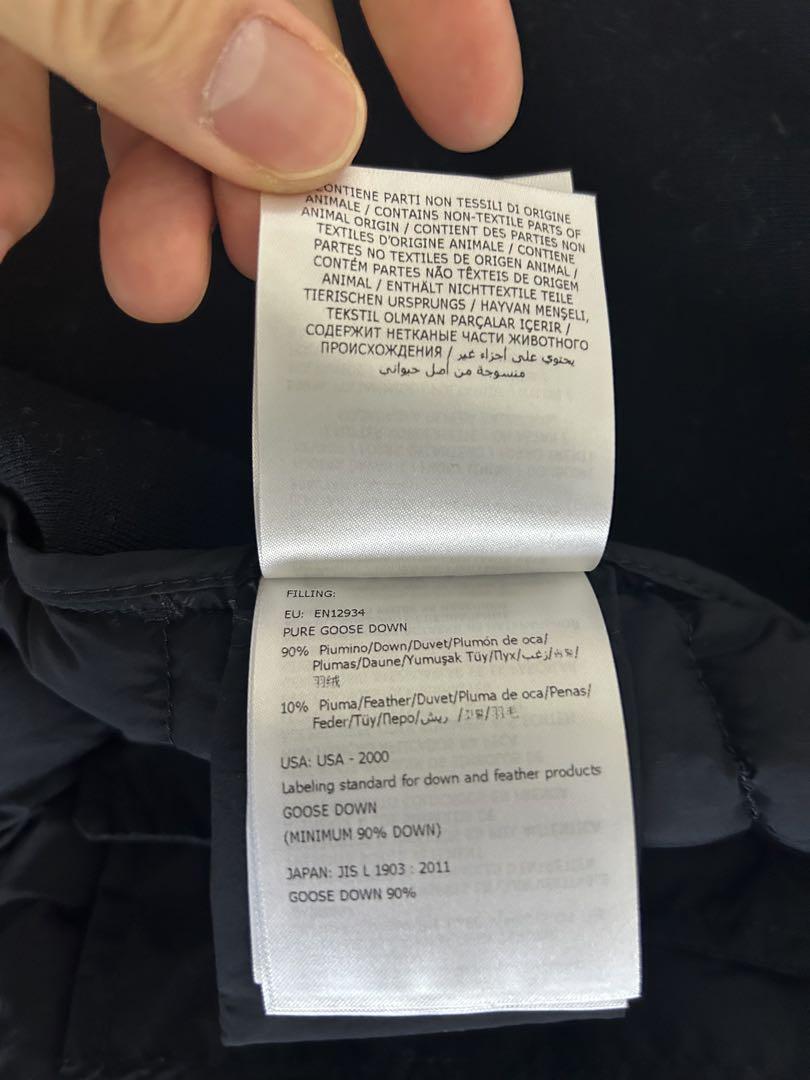 CONTIENE PARTI NON TESSILI DI ORIGINE
ANIMALE / CONTAINS NON-TEXTILE PARTS OF
ANIMAL ORIGIN / CONTIENT DES PARTIES NON
TEXTILES D'ORIGINE ANIMALE / CONTIENE
PARTES NO TEXTILES DE ORIGEN ANIMAL /
CONTÉM PARTES NÃO TÊXTEIS DE ORIGEM
ANIMAL / ENTHÄLT NICHTTEXTILE TEILE
TIERISCHEN URSPRUNGS / HAYVAN MENŞELİ,
TEKSTIL OLMAYAN PARÇALAR IÇERIR /
СОДЕРЖИТ НЕТКАНЫЕ ЧАСТИ ЖИВОТНОГО
ПРОИСХОЖДЕНИЯ / يحتوي على أجزاء غير
منسوجة من أصل حيواني
FILLING:
EU: EN12934
PURE GOOSE DOWN
90% Piumino/Down/Duvet/Plumón de oca/
Plumas/Daune/Yumuşak Tüy/Пух/زغب/
羽绒
10% Piuma/Feather/Duvet/Pluma de oca/Penas/
Feder/Tüy/Перо/ريش /羽毛
USA: USA - 2000
Labeling standard for down and feather products
GOOSE DOWN
(MINIMUM 90% DOWN)
JAPAN: JIS L 1903 : 2011
GOOSE DOWN 90%